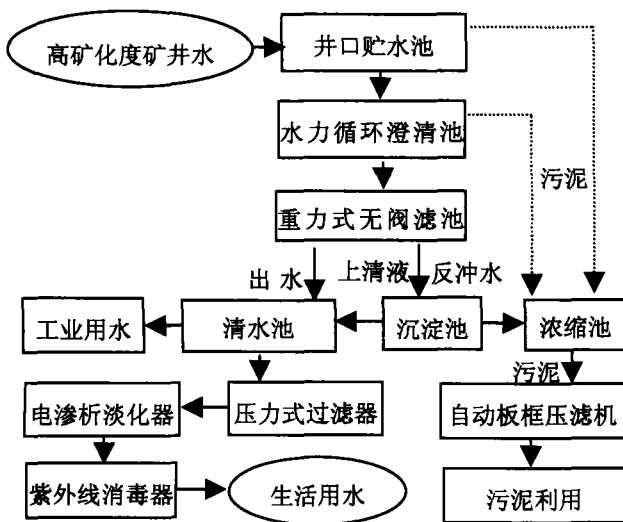 高矿化度矿井水
井口贮水池
水力循环澄清池
污泥
重力式无阀滤池
出水
上清液
反冲水
工业用水
清水池
沉淀池
浓缩池
污泥
电渗析淡化器
压力式过滤器
自动板框压滤机
紫外线消毒器
生活用水
污泥利用